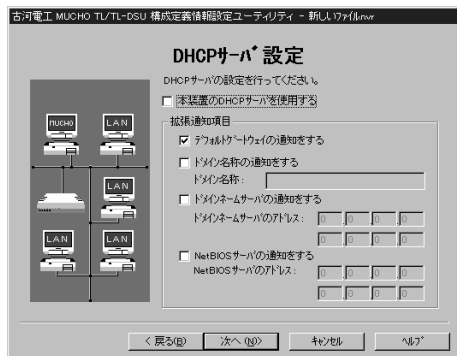 古河電工 MUCHO TL/TL-DSU 構成定義情報設定ユーティリティ - 新しいファイル.nvr
DHCPサーバ設定
DHCPサーバの設定を行ってください。
本装置のDHCPサーバを使用する
拡張通知項目
デフォルトゲートウェイの通知をする
ドメイン名称の通知をする
ドメイン名称:
ドメインネームサーバの通知をする
ドメインネームサーバのアドレス: 0 .0 .0 .0
0 .0 .0 .0
NetBIOSサーバの通知をする
NetBIOSサーバのアドレス: 0 .0 .0 .0
0 .0 .0 .0
MUCHO LAN
LAN
LAN LAN
< 戻る(B) 次へ(N)> キャンセル ヘルプ